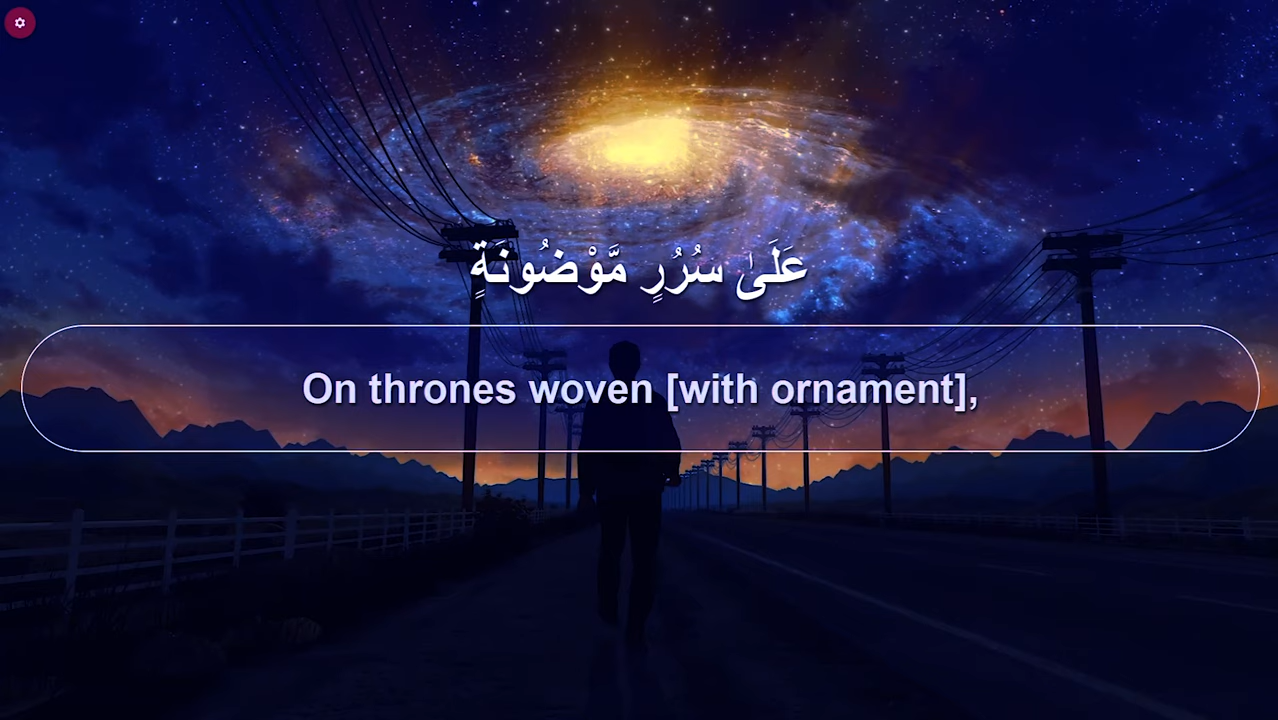 عَلَىٰ سُرُرٍ مَّوْضُونَةٍ
On thrones woven [with ornament],